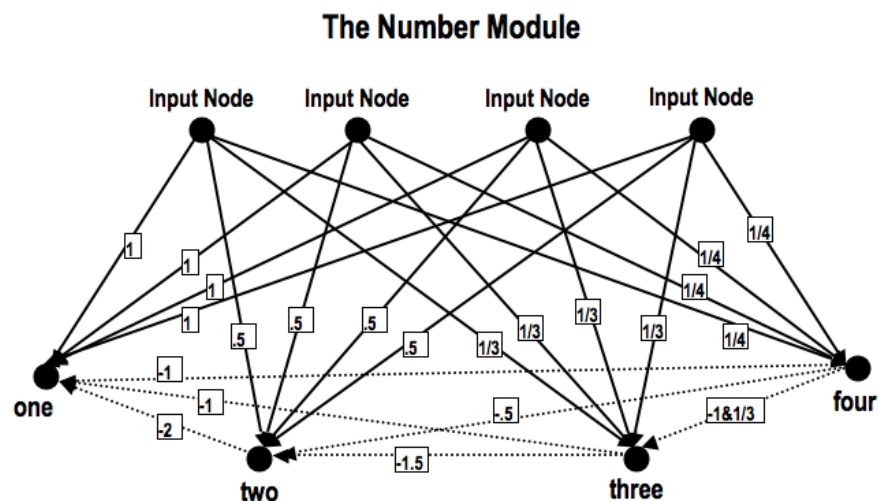 The Number Module
Input Node Input Node Input Node Input Node
1 1 1 1
.5 .5 .5 .5
1/3 1/3 1/3 1/3
1/4 1/4 1/4 1/4
-1
-1
-2
-.5
-1&1/3
-1.5
one
four
two
three